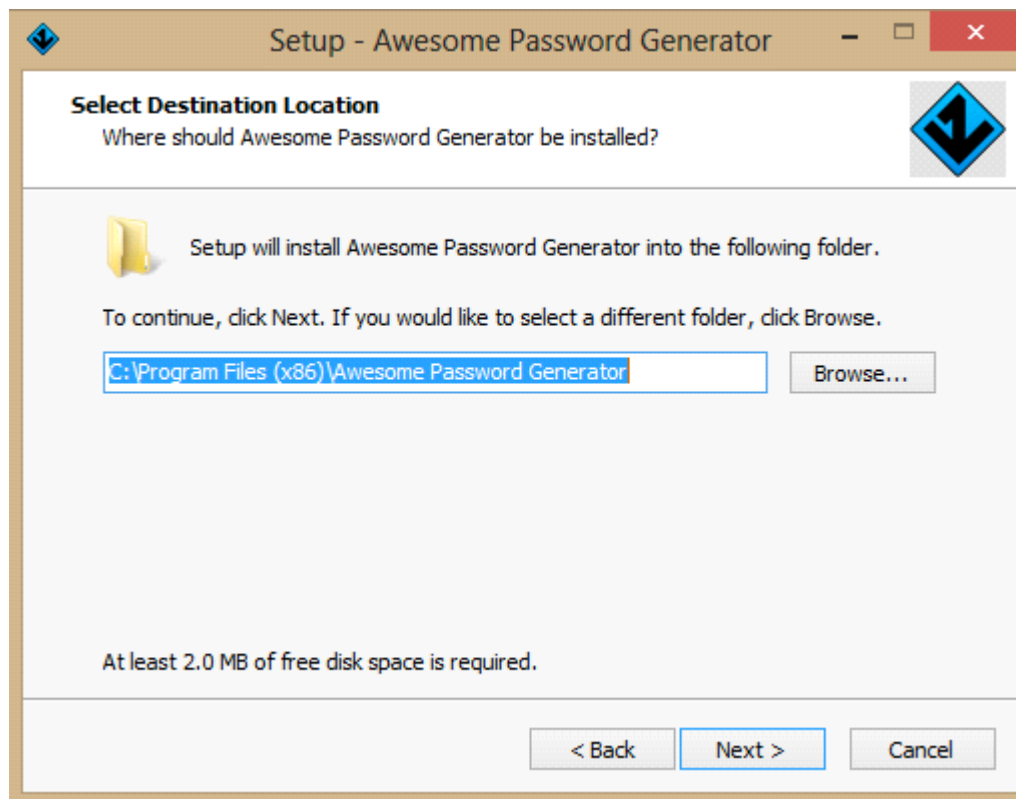 Setup - Awesome Password Generator
Select Destination Location
Where should Awesome Password Generator be installed?
Setup will install Awesome Password Generator into the following folder.
To continue, click Next. If you would like to select a different folder, click Browse.
C:\Program Files (x86)\Awesome Password Generator
Browse...
At least 2.0 MB of free disk space is required.
< Back
Next >
Cancel